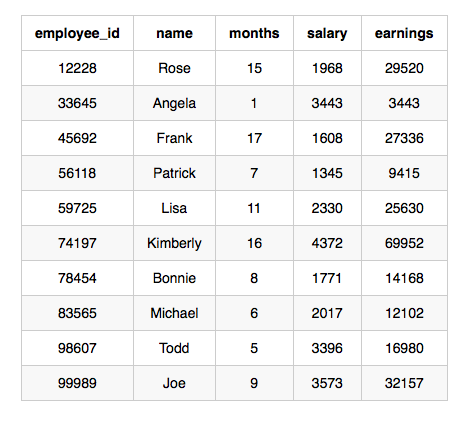 employee_id name months salary earnings
12228 Rose 15 1968 29520
33645 Angela 1 3443 3443
45692 Frank 17 1608 27336
56118 Patrick 7 1345 9415
59725 Lisa 11 2330 25630
74197 Kimberly 16 4372 69952
78454 Bonnie 8 1771 14168
83565 Michael 6 2017 12102
98607 Todd 5 3396 16980
99989 Joe 9 3573 32157